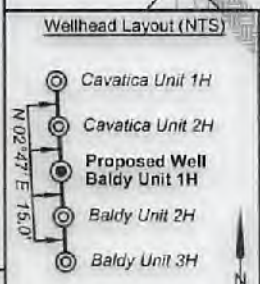 Wellhead Layout (NTS)
Cavatica Unit 1H
Cavatica Unit 2H
Proposed Well
Baldy Unit 1H
Baldy Unit 2H
Baldy Unit 3H
N 02°47' E 15.0'
N